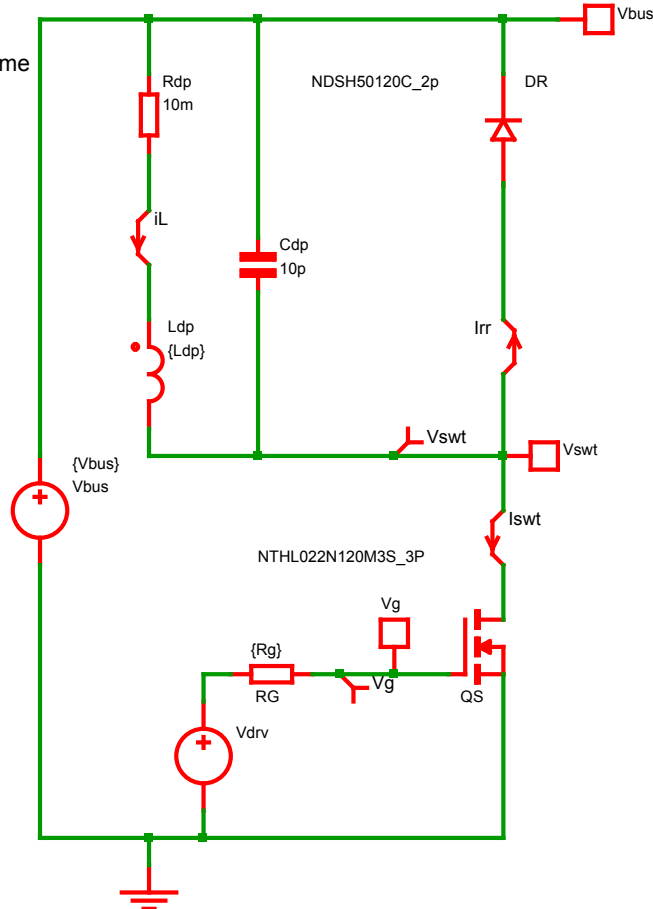 Vbus
me
Rdp
10m
NDSH50120C_2p
DR
iL
Cdp
10p
Ldp
{Ldp}
Irr
Vswt
Vswt
{Vbus}
Vbus
Iswt
NTHL022N120M3S_3P
Vg
{Rg}
Vg
RG
QS
Vdrv